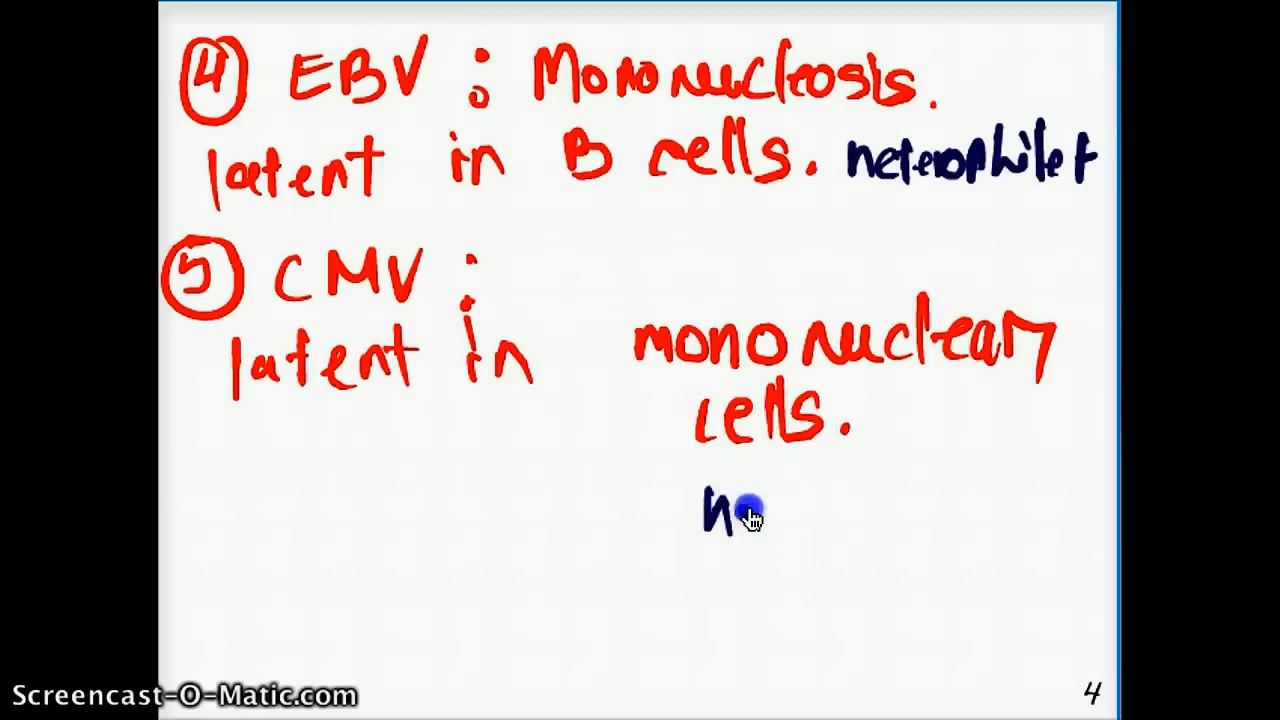 4 EBV : Mononucleosis.
latent in B cells. heterophile +
5 CMV :
latent in mononuclear
cells.
h
Screencast-O-Matic.com
4